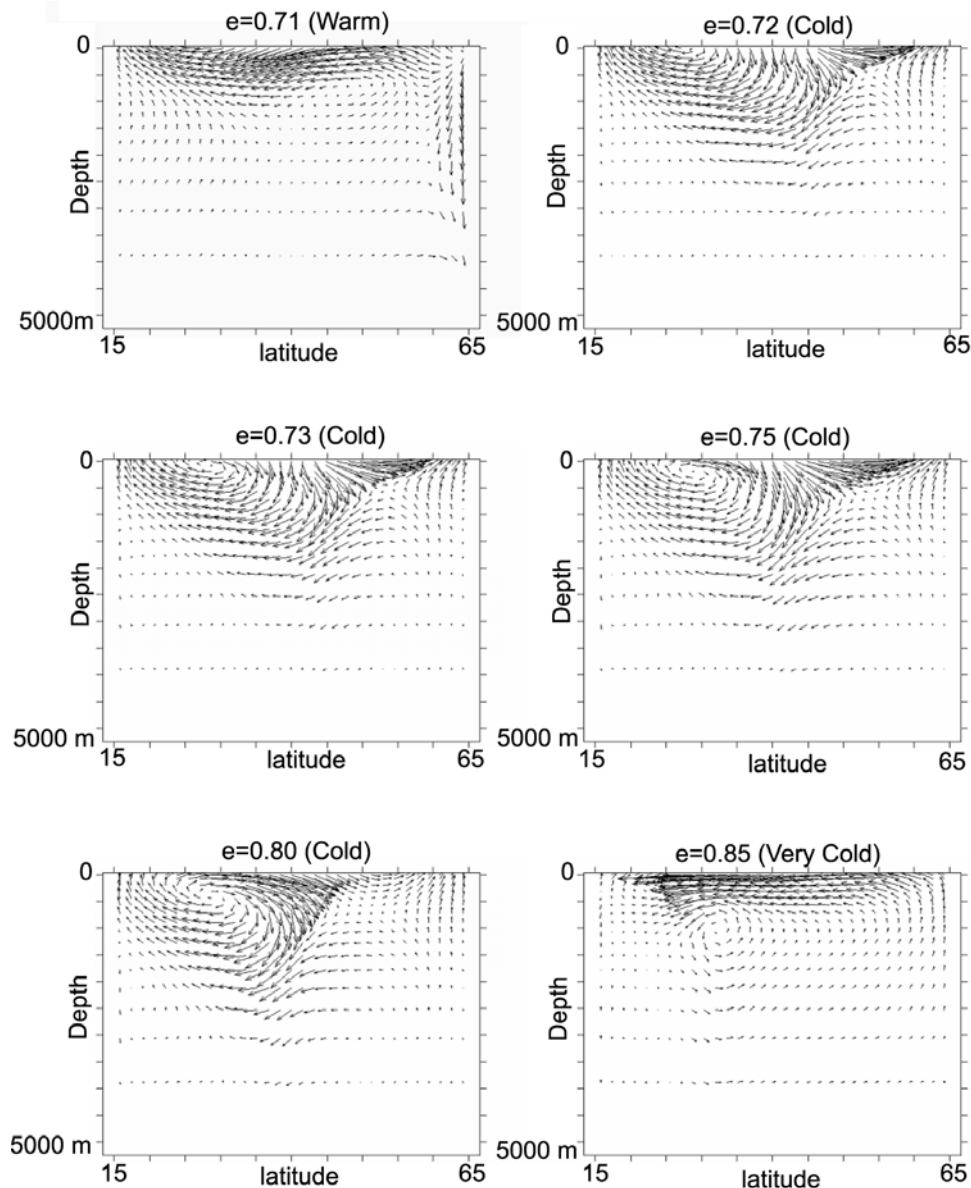 e=0.71 (Warm)
0
Depth
5000m
15
latitude
65
e=0.72 (Cold)
0
Depth
5000 m
15
latitude
65
e=0.73 (Cold)
0
Depth
5000 m
15
latitude
65
e=0.75 (Cold)
0
Depth
5000 m
15
latitude
65
e=0.80 (Cold)
0
Depth
5000 m
15
latitude
65
e=0.85 (Very Cold)
0
Depth
5000 m
15
latitude
65